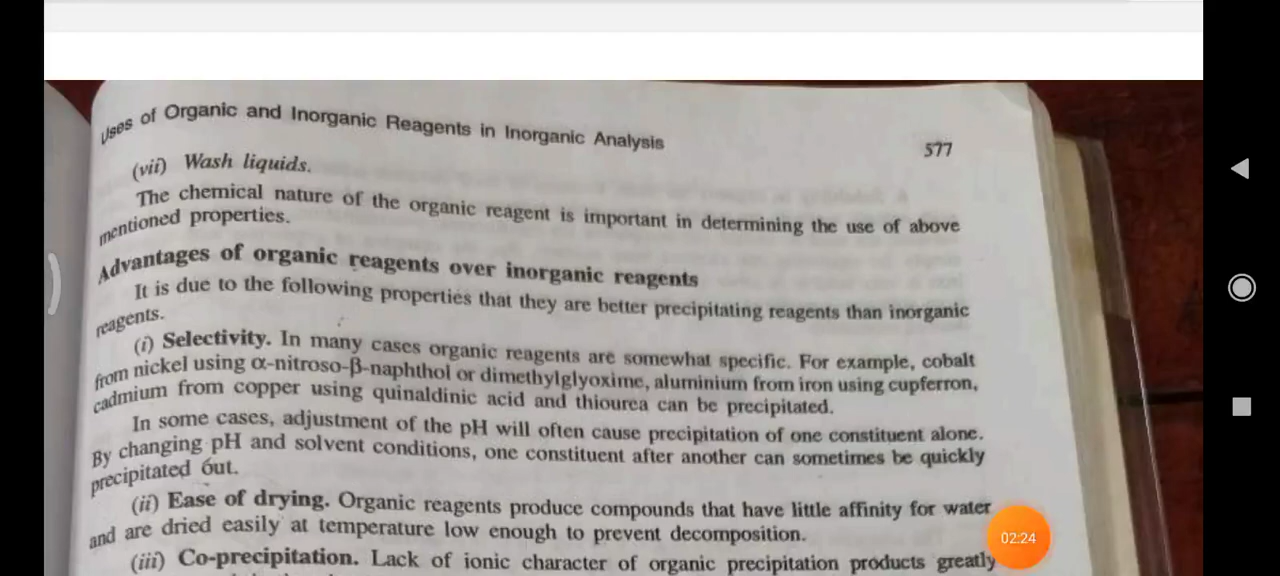 Uses of Organic and Inorganic Reagents in Inorganic Analysis 577
(vii) Wash liquids.
The chemical nature of the organic reagent is important in determining the use of above
mentioned properties.
Advantages of organic reagents over inorganic reagents
It is due to the following properties that they are better precipitating reagents than inorganic
reagents.
(i) Selectivity. In many cases organic reagents are somewhat specific. For example, cobalt
from nickel using α-nitroso-β-naphthol or dimethylglyoxime, aluminium from iron using cupferron,
cadmium from copper using quinaldinic acid and thiourea can be precipitated.
In some cases, adjustment of the pH will often cause precipitation of one constituent alone.
By changing pH and solvent conditions, one constituent after another can sometimes be quickly
precipitated out.
(ii) Ease of drying. Organic reagents produce compounds that have little affinity for water
and are dried easily at temperature low enough to prevent decomposition.
(iii) Co-precipitation. Lack of ionic character of organic precipitation products greatly
02:24